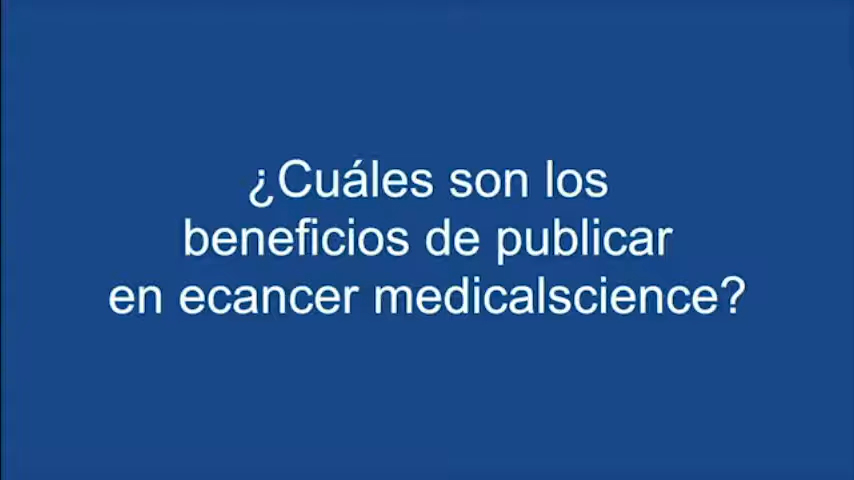 ¿Cuáles son los
beneficios de publicar
en ecancer medicalscience?